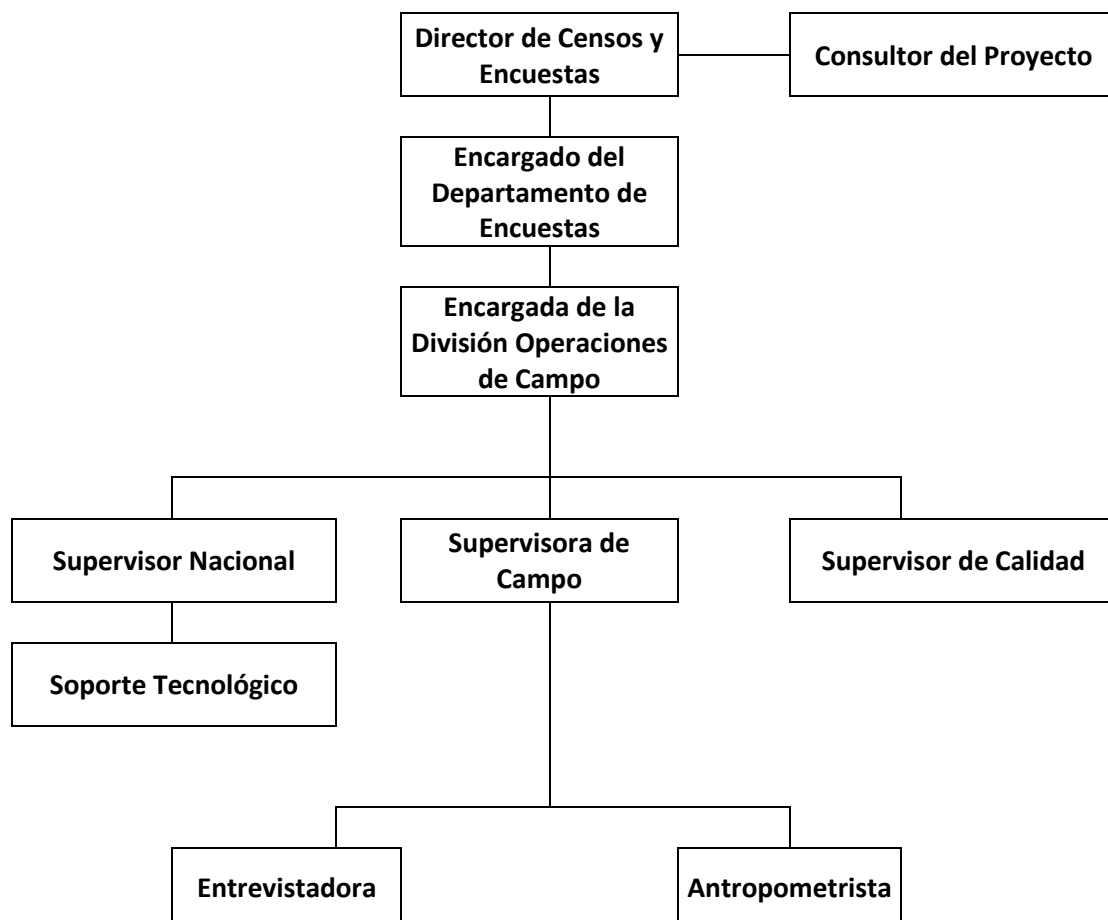 Director de Censos y
Encuestas
Consultor del Proyecto
Encargado del
Departamento de
Encuestas
Encargada de la
División Operaciones
de Campo
Supervisor Nacional
Supervisora de
Campo
Supervisor de Calidad
Soporte Tecnológico
Entrevistadora
Antropometrista